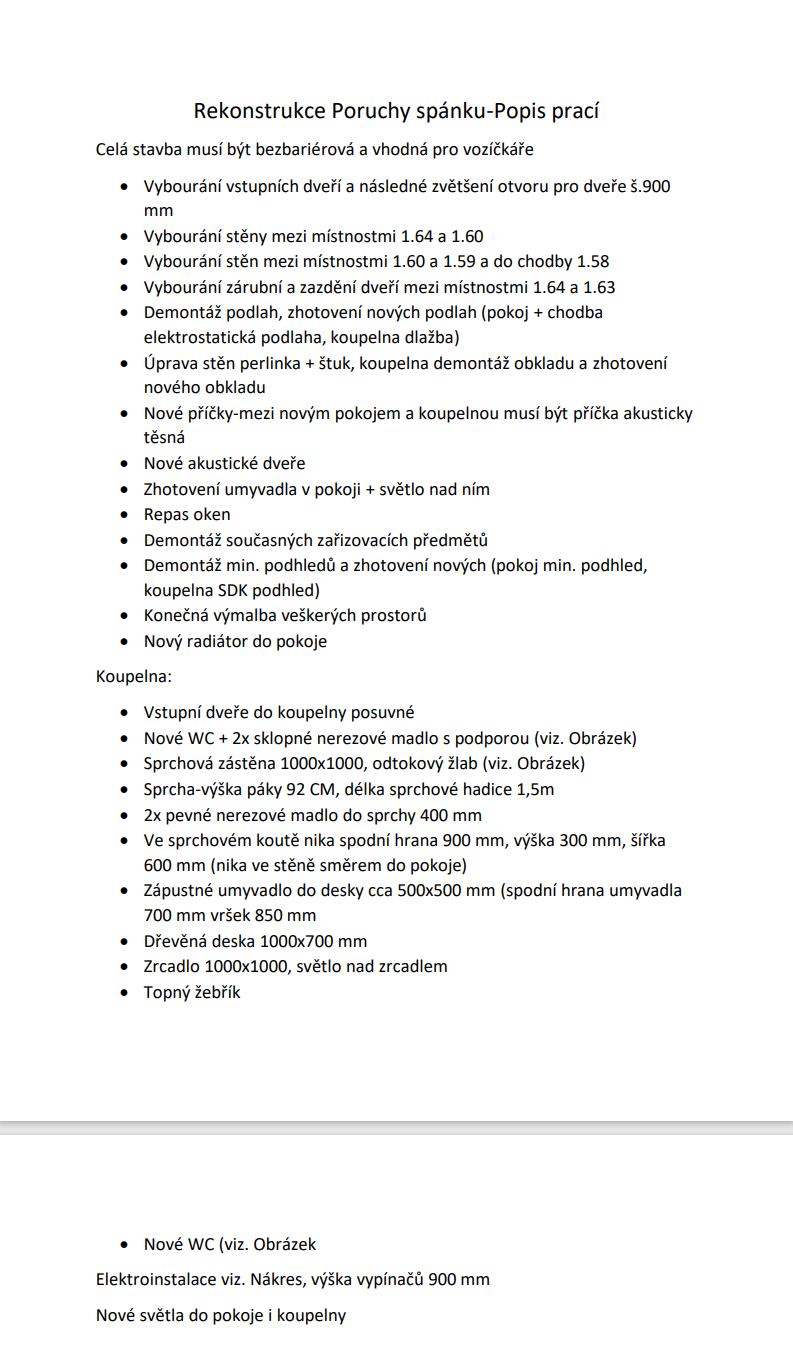 Rekonstrukce Poruchy spánku-Popis prací
Celá stavba musí být bezbariérová a vhodná pro vozíčkáře
• Vybourání vstupních dveří a následné zvětšení otvoru pro dveře š.900
mm
• Vybourání stěny mezi místnostmi 1.64 a 1.60
• Vybourání stěn mezi místnostmi 1.60 a 1.59 a do chodby 1.58
• Vybourání zárubní a zazdění dveří mezi místnostmi 1.64 a 1.63
• Demontáž podlah, zhotovení nových podlah (pokoj + chodba
elektrostatická podlaha, koupelna dlažba)
• Úprava stěn perlinka + štuk, koupelna demontáž obkladu a zhotovení
nového obkladu
• Nové příčky-mezi novým pokojem a koupelnou musí být příčka akusticky
těsná
• Nové akustické dveře
• Zhotovení umyvadla v pokoji + světlo nad ním
• Repas oken
• Demontáž současných zařizovacích předmětů
• Demontáž min. podhledů a zhotovení nových (pokoj min. podhled,
koupelna SDK podhled)
• Konečná výmalba veškerých prostorů
• Nový radiátor do pokoje
Koupelna:
• Vstupní dveře do koupelny posuvné
• Nové WC + 2x sklopné nerezové madlo s podporou (viz. Obrázek)
• Sprchová zástěna 1000x1000, odtokový žlab (viz. Obrázek)
• Sprcha-výška páky 92 CM, délka sprchové hadice 1,5m
• 2x pevné nerezové madlo do sprchy 400 mm
• Ve sprchovém koutě nika spodní hrana 900 mm, výška 300 mm, šířka
600 mm (nika ve stěně směrem do pokoje)
• Zápustné umyvadlo do desky cca 500x500 mm (spodní hrana umyvadla
700 mm vršek 850 mm
• Dřevěná deska 1000x700 mm
• Zrcadlo 1000x1000, světlo nad zrcadlem
• Topný žebřík
• Nové WC (viz. Obrázek
Elektroinstalace viz. Nákres, výška vypínačů 900 mm
Nové světla do pokoje i koupelny